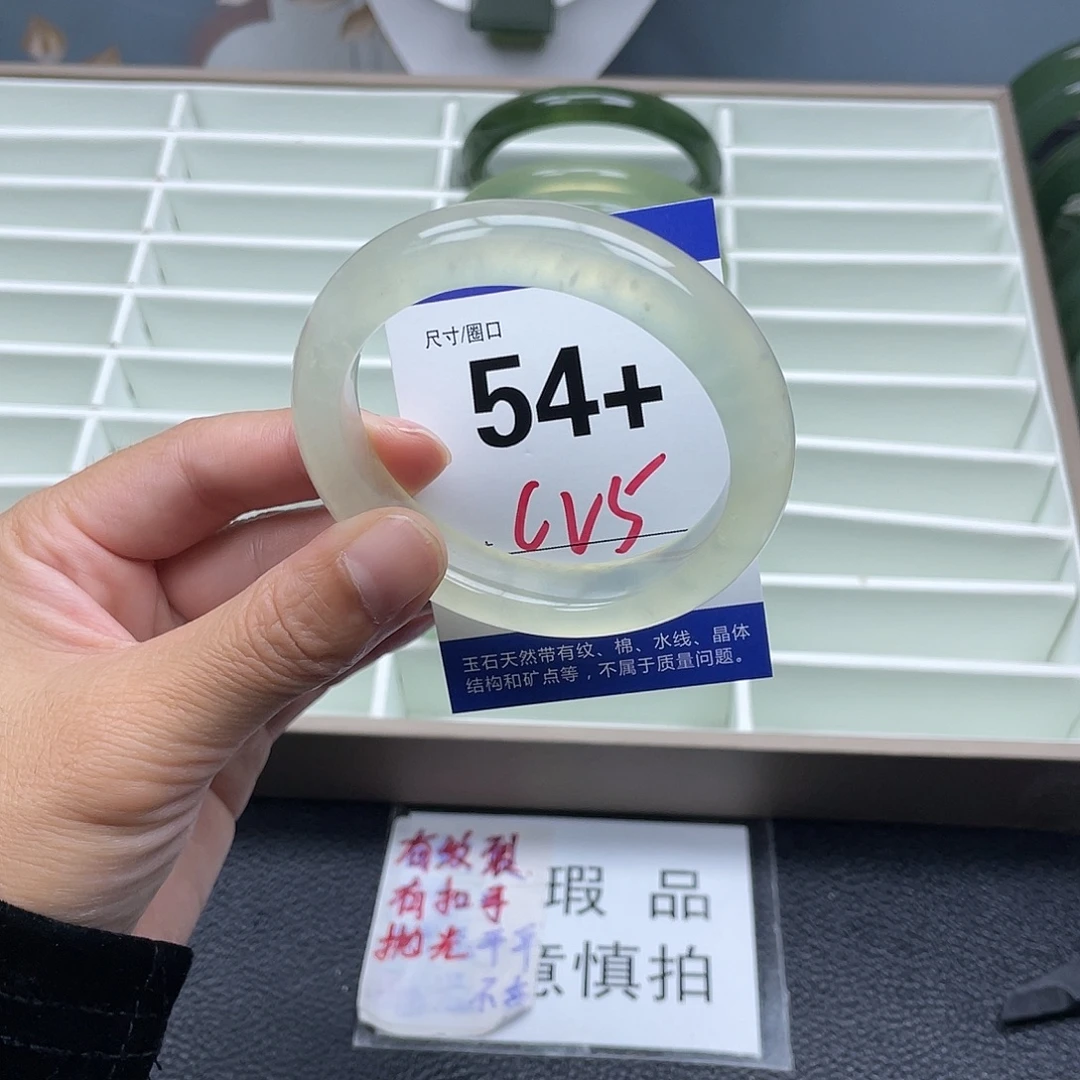 尺寸/圈口
54+
CV5
玉石天然带有纹、棉、水线、晶体
结构和矿点等，不属于质量问题。
有纹裂
有扣手
抛光
瑕品
意慎拍